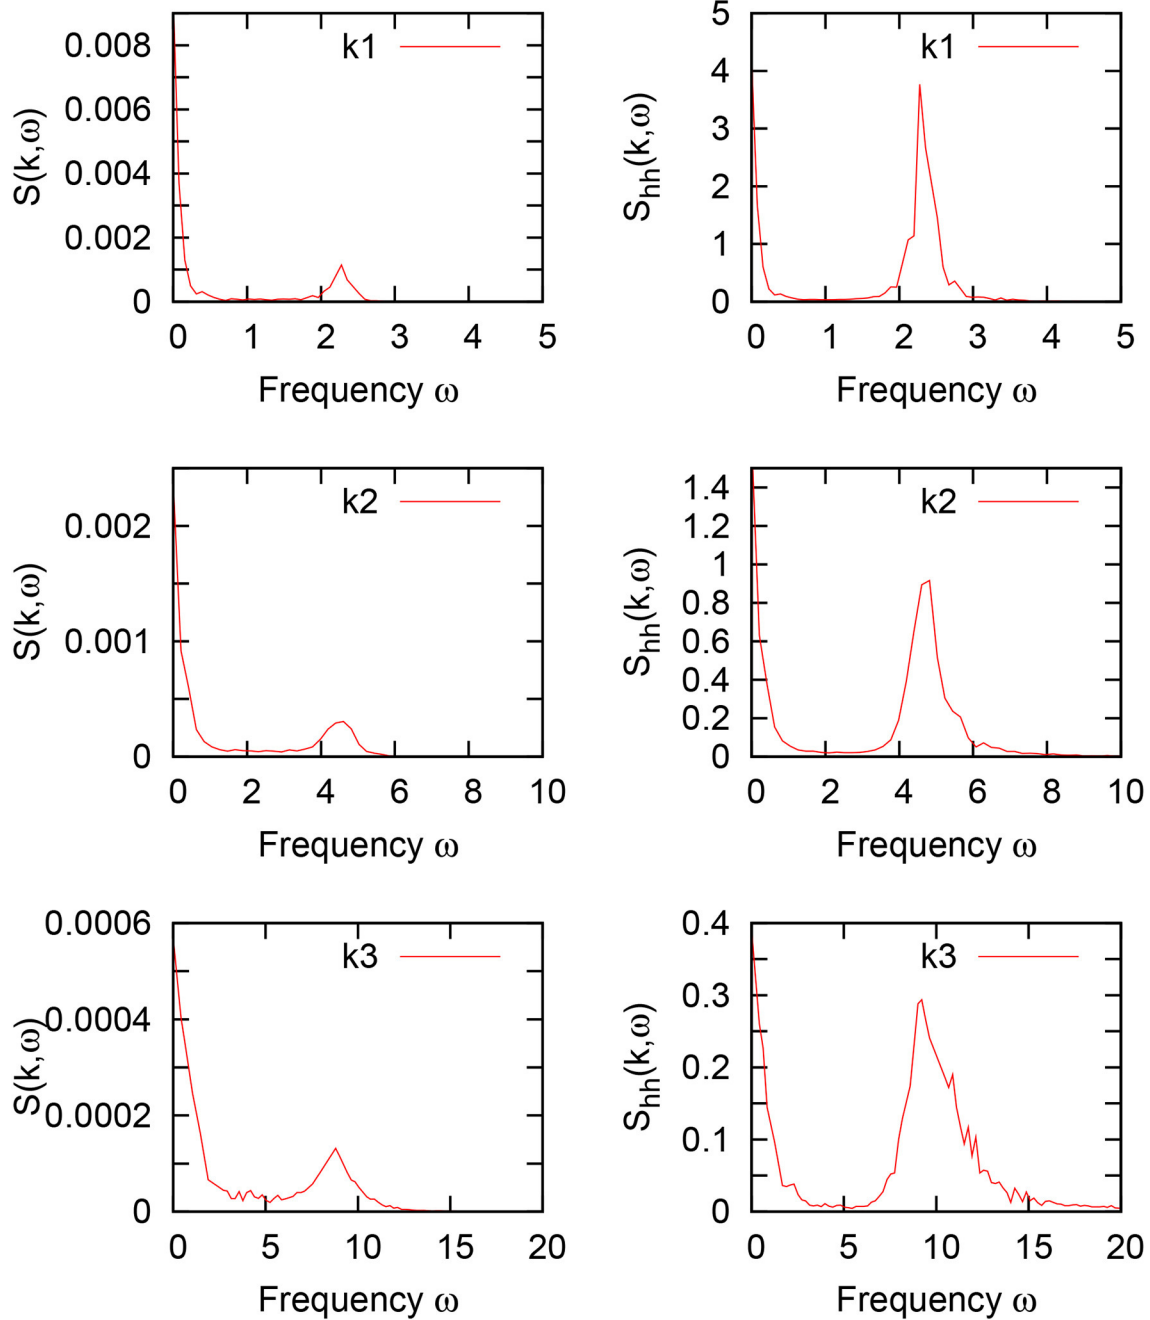 S(k,ω)
0.008
0.006
0.004
0.002
0
k1
0 1 2 3 4 5
Frequency ω
S_hh(k,ω)
5
4
3
2
1
0
k1
0 1 2 3 4 5
Frequency ω
S(k,ω)
0.002
0.001
0
k2
0 2 4 6 8 10
Frequency ω
S_hh(k,ω)
1.4
1.2
1
0.8
0.6
0.4
0.2
0
k2
0 2 4 6 8 10
Frequency ω
S(k,ω)
0.0006
0.0004
0.0002
0
k3
0 5 10 15 20
Frequency ω
S_hh(k,ω)
0.4
0.3
0.2
0.1
0
k3
0 5 10 15 20
Frequency ω